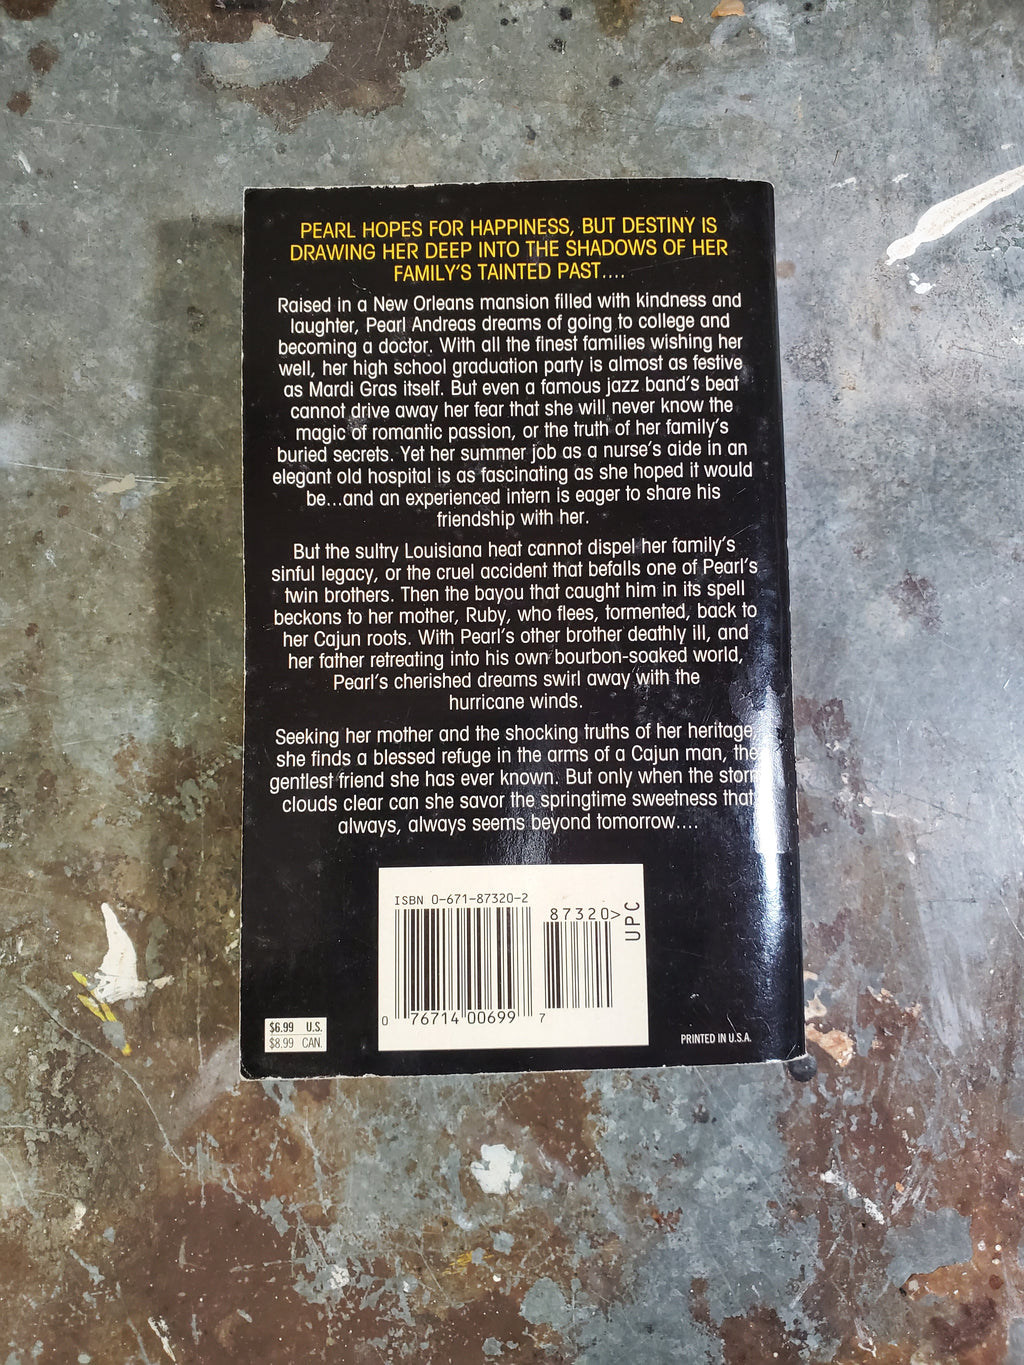 PEARL HOPES FOR HAPPINESS, BUT DESTINY IS
DRAWING HER DEEP INTO THE SHADOWS OF HER
FAMILY'S TAINTED PAST....
Raised in a New Orleans mansion filled with kindness and
laughter, Pearl Andreas dreams of going to college and
becoming a doctor. With all the finest families wishing her
well, her high school graduation party is almost as festive
as Mardi Gras itself. But even a famous jazz band's beat
cannot drive away her fear that she will never know the
magic of romantic passion, or the truth of her family's
buried secrets. Yet her summer job as a nurse's aide in an
elegant old hospital is as fascinating as she hoped it would
be...and an experienced intern is eager to share his
friendship with her.
But the sultry Louisiana heat cannot dispel her family's
sinful legacy, or the cruel accident that befalls one of Pearl's
twin brothers. Then the bayou that caught him in its spell
beckons to her mother, Ruby, who flees, tormented, back to
her Cajun roots. With Pearl's other brother deathly ill, and
her father retreating into his own bourbon-soaked world,
Pearl's cherished dreams swirl away with the
hurricane winds.
Seeking her mother and the shocking truths of her heritage,
she finds a blessed refuge in the arms of a Cajun man, the
gentlest friend she has ever known. But only when the storm
clouds clear can she savor the springtime sweetness that
always, always seems beyond tomorrow....
ISBN 0-671-87320-2
87320>
UPC
0 76714 00699 7
$6.99 U.S.
$8.99 CAN.
PRINTED IN U.S.A.